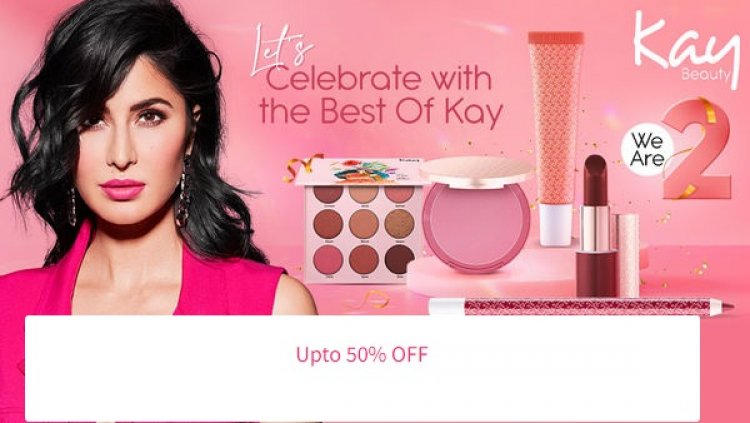 Let's
Celebrate with
the Best Of Kay
Kay
Beauty
We
Are
2
Upto 50% OFF